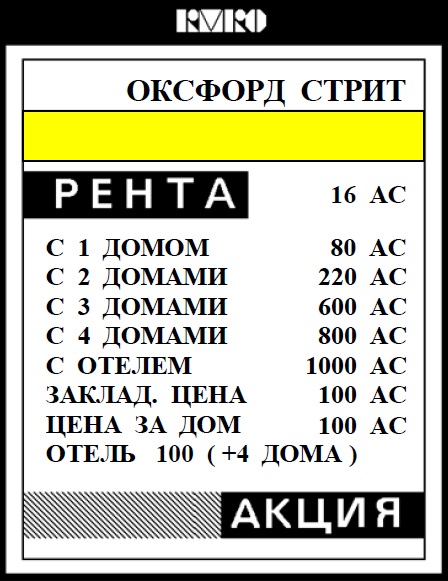 RMRO
ОКСФОРД СТРИТ
РЕНТА 16 АС
С 1 ДОМОМ 80 АС
С 2 ДОМАМИ 220 АС
С 3 ДОМАМИ 600 АС
С 4 ДОМАМИ 800 АС
С ОТЕЛЕМ 1000 АС
ЗАКЛАД. ЦЕНА 100 АС
ЦЕНА ЗА ДОМ 100 АС
ОТЕЛЬ 100 ( +4 ДОМА )
АКЦИЯ